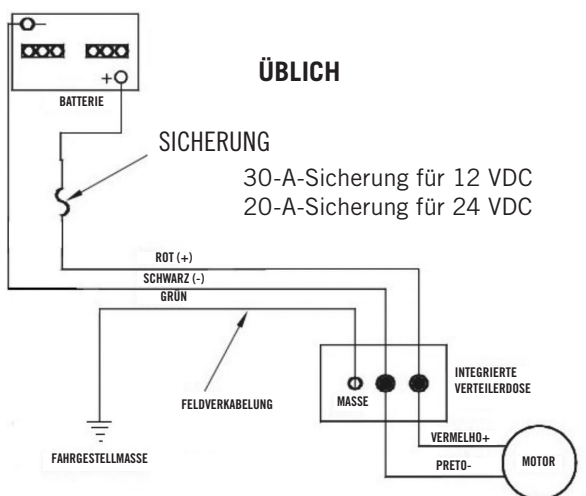 –
+
BATTERIE
ÜBLICH
SICHERUNG
30-A-Sicherung für 12 VDC
20-A-Sicherung für 24 VDC
ROT (+)
SCHWARZ (-)
GRÜN
FELDVERKABELUNG
FAHRGESTELLMASSE
MASSE
INTEGRIERTE
VERTEILERDOSE
VERMELHO+
PRETO-
MOTOR